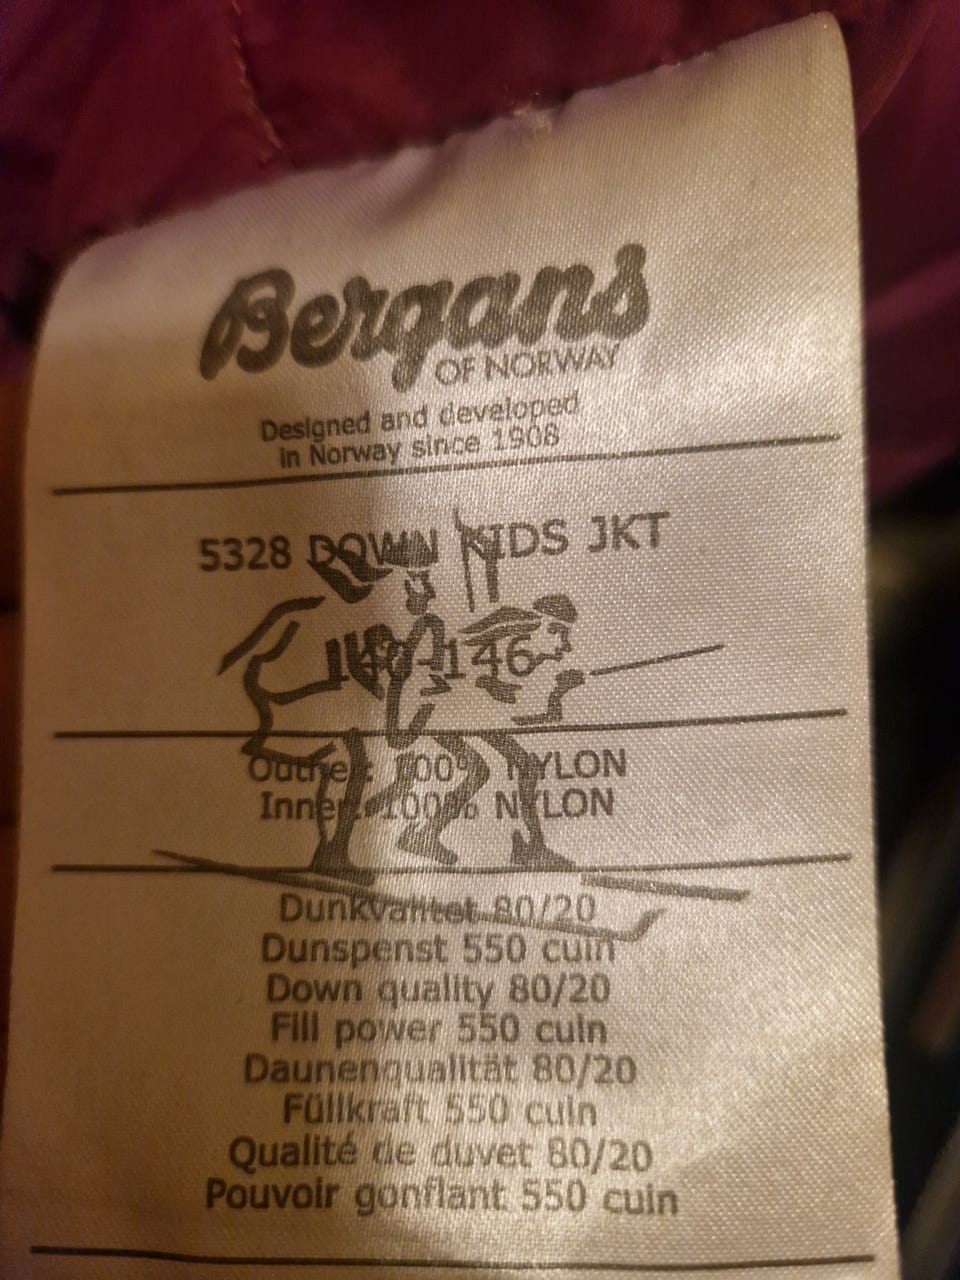 Bergans
OF NORWAY
Designed and developed
in Norway since 1908
5328 DOWN KIDS JKT
140-146
Outher: 100% NYLON
Inner: 100% NYLON
Dunkvalitet 80/20
Dunspenst 550 cuin
Down quality 80/20
Fill power 550 cuin
Daunenqualität 80/20
Füllkraft 550 cuin
Qualité de duvet 80/20
Pouvoir gonflant 550 cuin